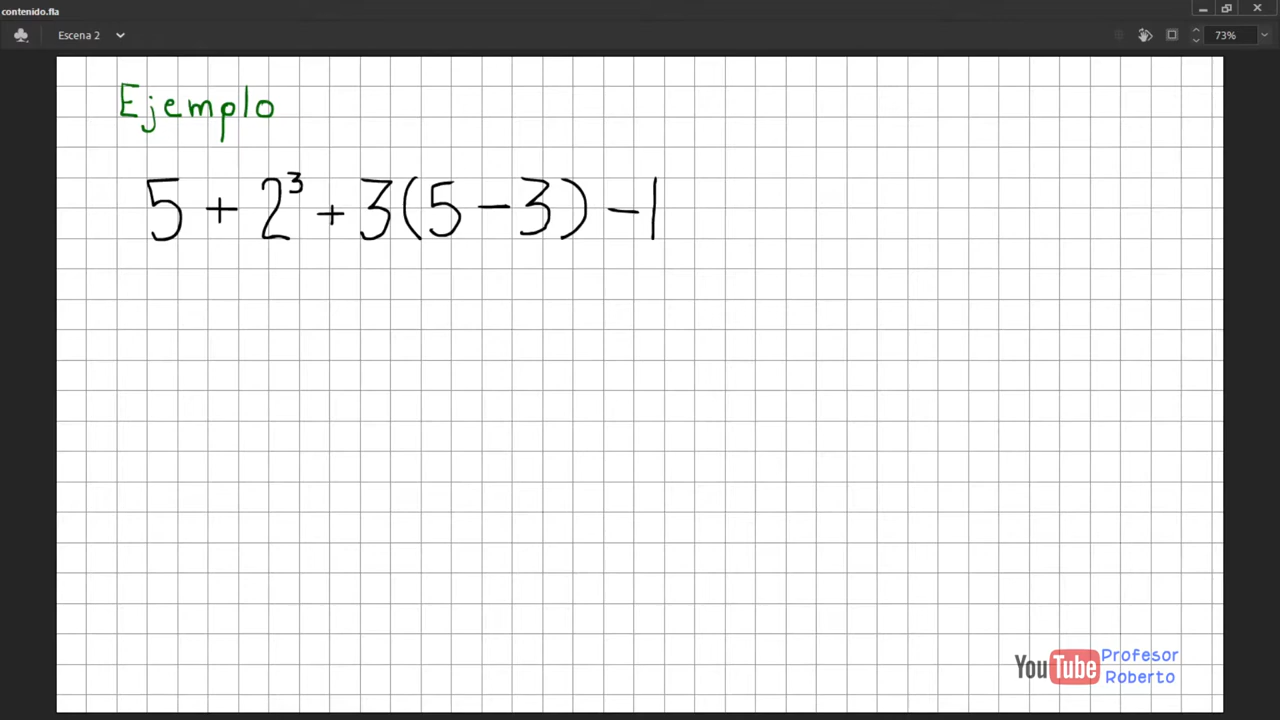 contenido.fla
Escena 2
73%
Ejemplo
5 + 2³ + 3(5 - 3) - 1
YouTube Profesor
Roberto